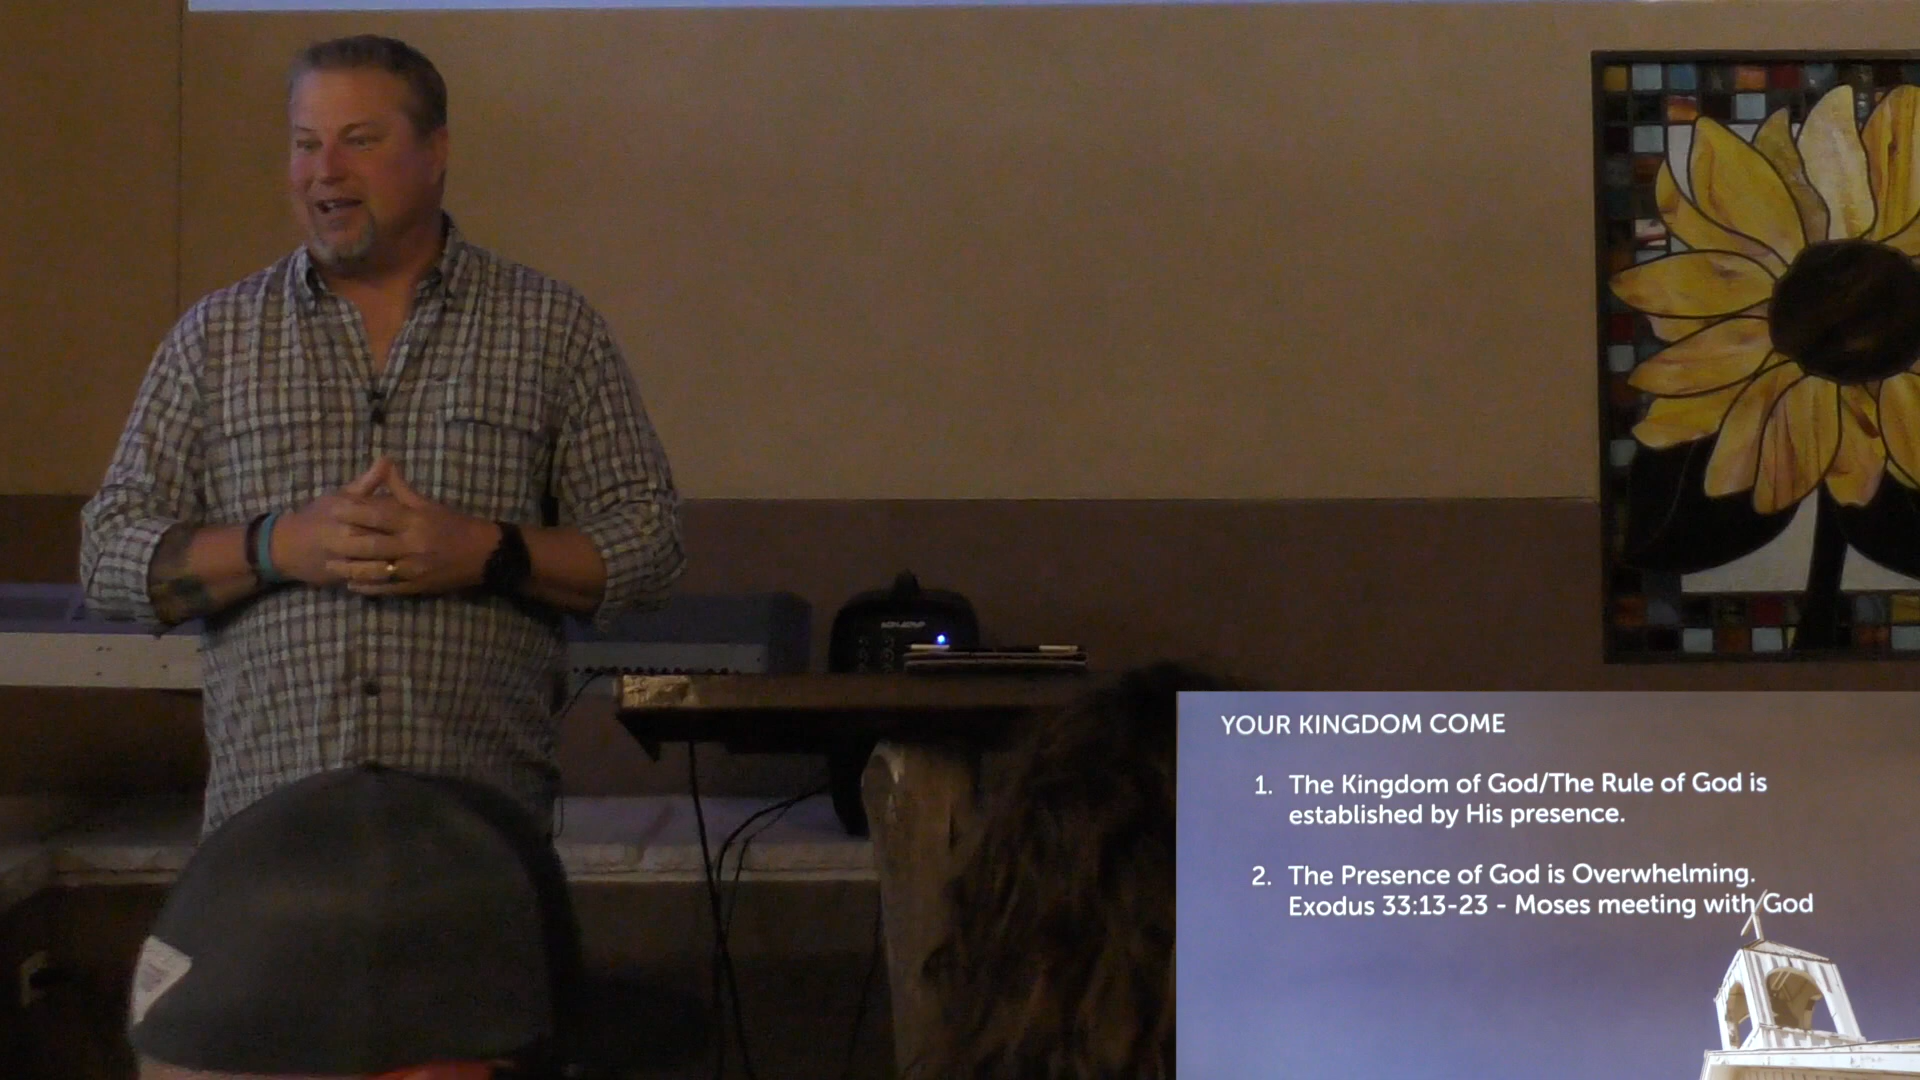 YOUR KINGDOM COME
1. The Kingdom of God/The Rule of God is
established by His presence.
2. The Presence of God is Overwhelming.
Exodus 33:13-23 - Moses meeting with God